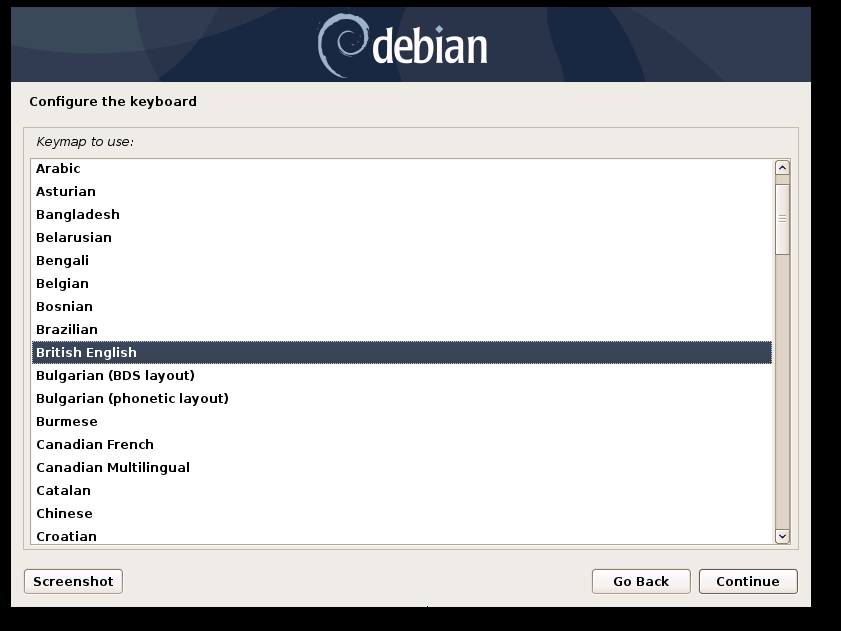 debian
Configure the keyboard
Keymap to use:
Arabic
Asturian
Bangladesh
Belarusian
Bengali
Belgian
Bosnian
Brazilian
British English
Bulgarian (BDS layout)
Bulgarian (phonetic layout)
Burmese
Canadian French
Canadian Multilingual
Catalan
Chinese
Croatian
Screenshot Go Back Continue